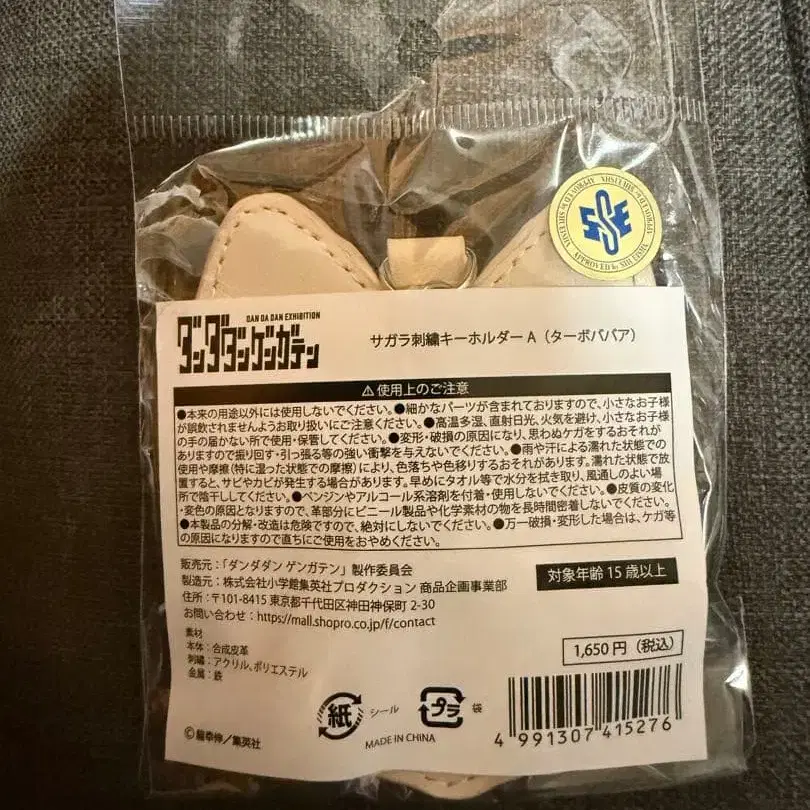 APPROVED by SHUEISHA
DAN DA DAN EXHIBITION
ダンダダンゲンガテン
サガラ刺繍キーホルダーA（ターボババア）
⚠使用上のご注意
●本来の用途以外には使用しないでください。●細かなパーツが含まれておりますので、小さなお子様
が誤飲されませんようお取り扱いにご注意ください。●高温多湿、直射日光、火気を避け、小さなお子様
の手の届かない所で使用・保管してください。●変形・破損の原因になり、思わぬケガをするおそれが
ありますので振り回す・引っ張る等の強い衝撃を与えないでください。●雨や汗による濡れた状態での
使用や摩擦（特に湿った状態での摩擦）により、色落ちや色移りするおそれがあります。濡れた状態で放
置すると、サビやカビが発生する場合があります。早めにタオル等で水分を拭き取り、風通しのよい場
所で陰干ししてください。●ベンジンやアルコール系溶剤を付着・使用しないでください。●皮質の変化
・変色の原因となりますので、革部分にビニール製品や化学素材の物を長時間密着しないでください。
●本製品の分解・改造は危険ですので、絶対にしないでください。●万一破損・変形した場合は、ケガ等
の原因になりますので直ちにご使用をおやめください。
販売元：「ダンダダン ゲンガテン」製作委員会
製造元：株式会社小学館集英社プロダクション 商品企画事業部
住所：〒101-8415 東京都千代田区神田神保町 2-30
お問い合わせ：https://mall.shopro.co.jp/f/contact
対象年齢15歳以上
素材
本体：合成皮革
刺繍：アクリル、ポリエステル
金属：鉄
1,650円（税込）
紙 シール
プラ 袋
MADE IN CHINA
4 991307 415276
©龍幸伸／集英社